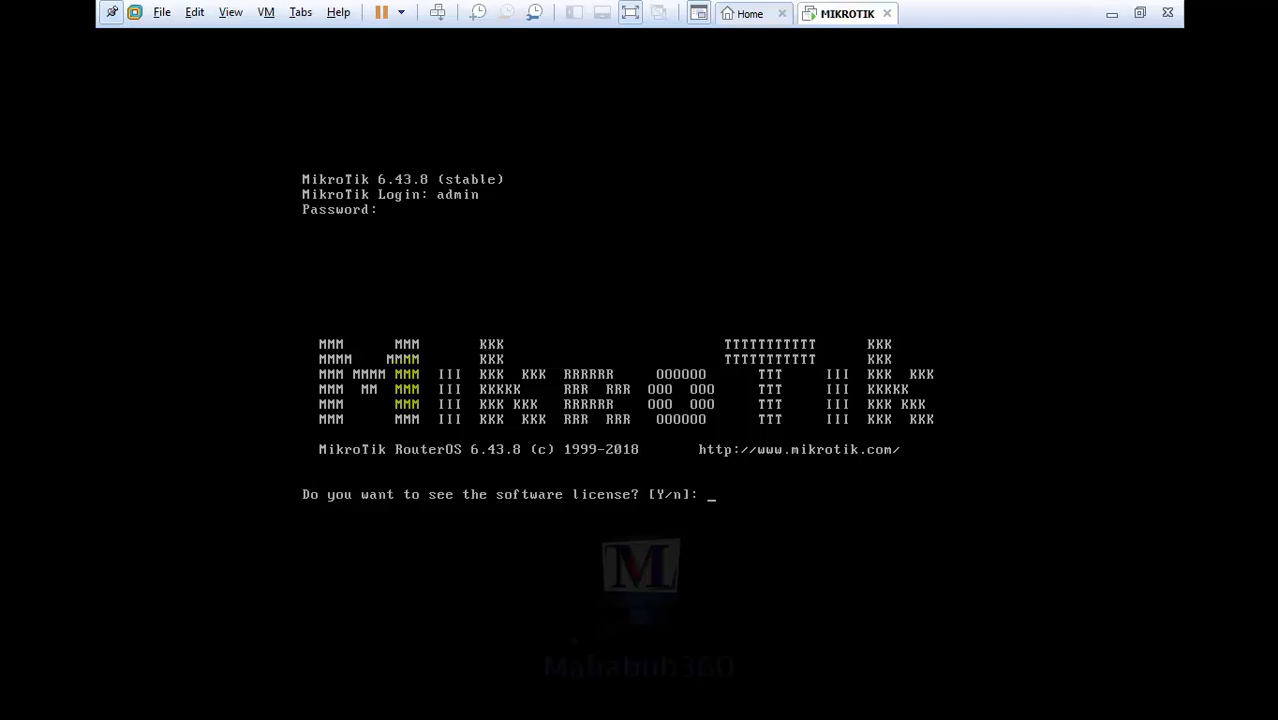 File Edit View VM Tabs Help Home MIKROTIK
MikroTik 6.43.8 (stable)
MikroTik Login: admin
Password:
MMM      MMM       KKK                          TTTTTTTTTTT      KKK
MMMM    MMMM       KKK                          TTTTTTTTTTT      KKK
MMM MMMM MMM  III  KKK  KKK  RRRRRR     OOOOOO      TTT     III  KKK  KKK
MMM  MM  MMM  III  KKKKK     RRR  RRR  OOO  OOO     TTT     III  KKKKK
MMM      MMM  III  KKK KKK   RRRRRR    OOO  OOO     TTT     III  KKK KKK
MMM      MMM  III  KKK  KKK  RRR  RRR   OOOOOO      TTT     III  KKK  KKK
MikroTik RouterOS 6.43.8 (c) 1999-2018       http://www.mikrotik.com/
Do you want to see the software license? [Y/n]: _
M
Mahabub360